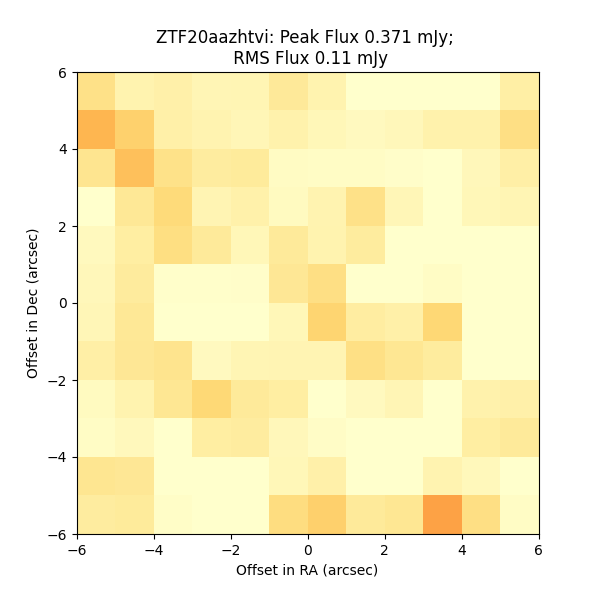 ZTF20aazhtvi: Peak Flux 0.371 mJy;
RMS Flux 0.11 mJy
6
4
2
0
−2
−4
−6
Offset in Dec (arcsec)
−6 −4 −2 0 2 4 6
Offset in RA (arcsec)